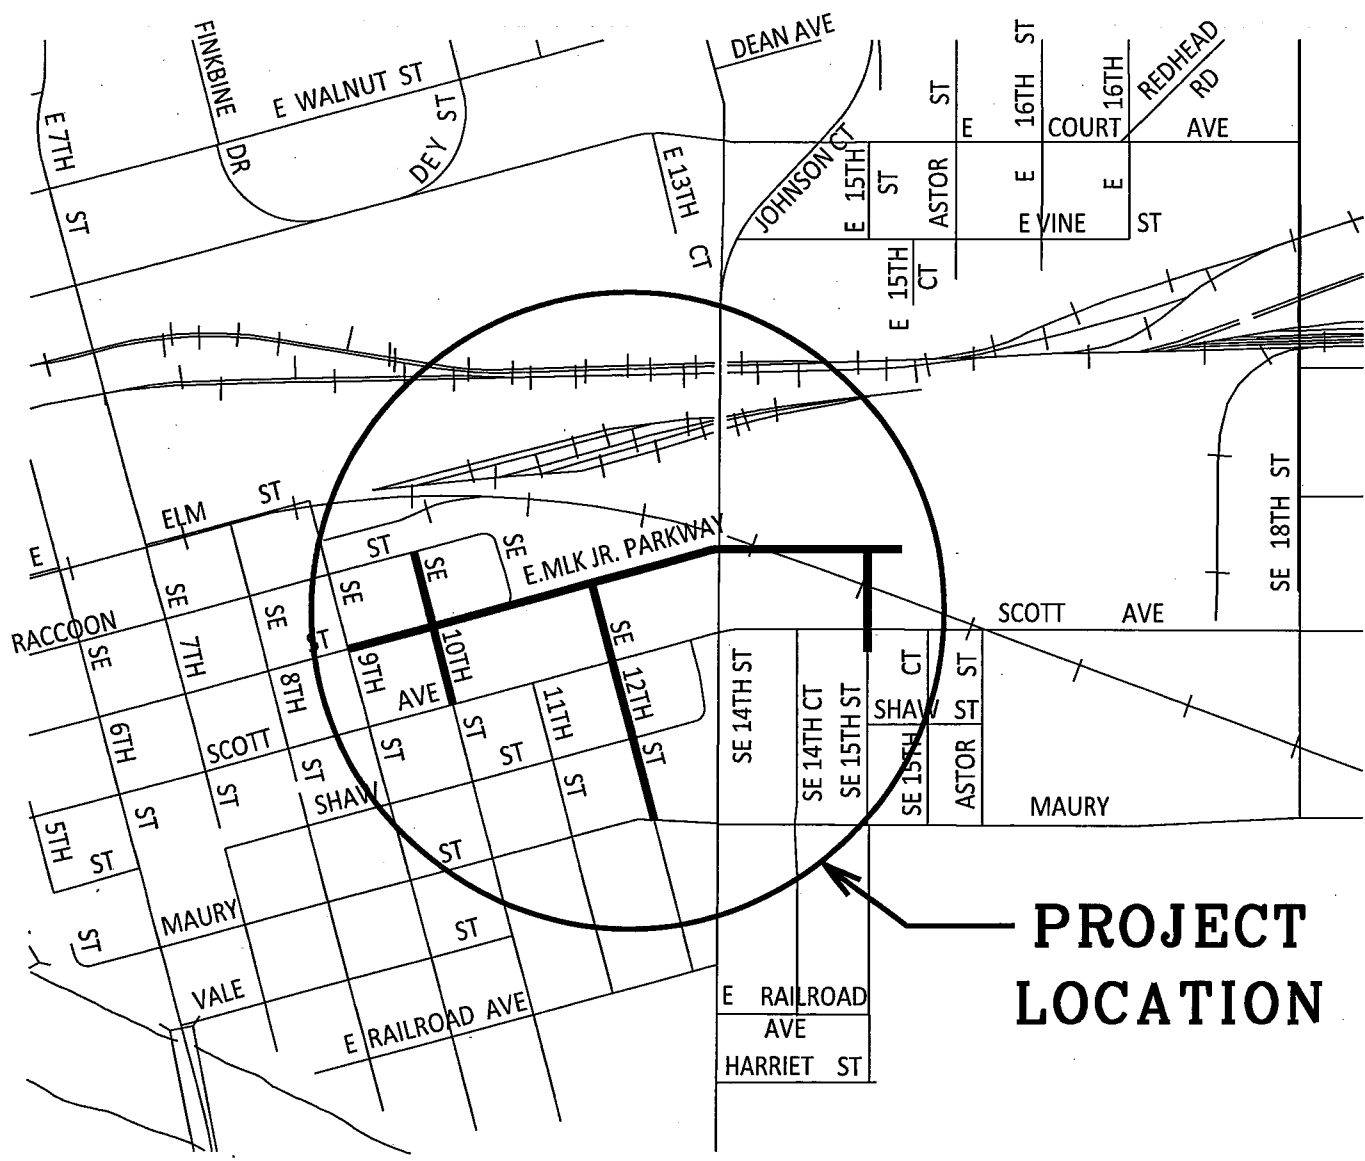 FINKBINE
DR
E WALNUT ST
DEY ST
DEAN AVE
E 7TH
ST
E 13TH
CT
JOHNSON CT
E 15TH
ST
ASTOR
ST
E 16TH ST
E 16TH
REDHEAD
RD
E COURT AVE
E VINE ST
E 15TH
CT
ELM ST
E
RACCOON
ST
ST
E.MLK JR. PARKWAY
SE
SE
SE
SE
SE
SE
SE
6TH
7TH
8TH
9TH
10TH
11TH
12TH
ST
SCOTT
AVE
SCOTT AVE
SE 18TH ST
SE 14TH ST
SE 14TH CT
SE 15TH ST
SE 15TH
CT
SHAW ST
ASTOR
ST
MAURY
ST
ST
ST
ST
ST
ST
SHAW
ST
5TH
ST
ST
MAURY
ST
VALE
ST
E RAILROAD AVE
E RAILROAD
AVE
HARRIET ST
PROJECT
LOCATION